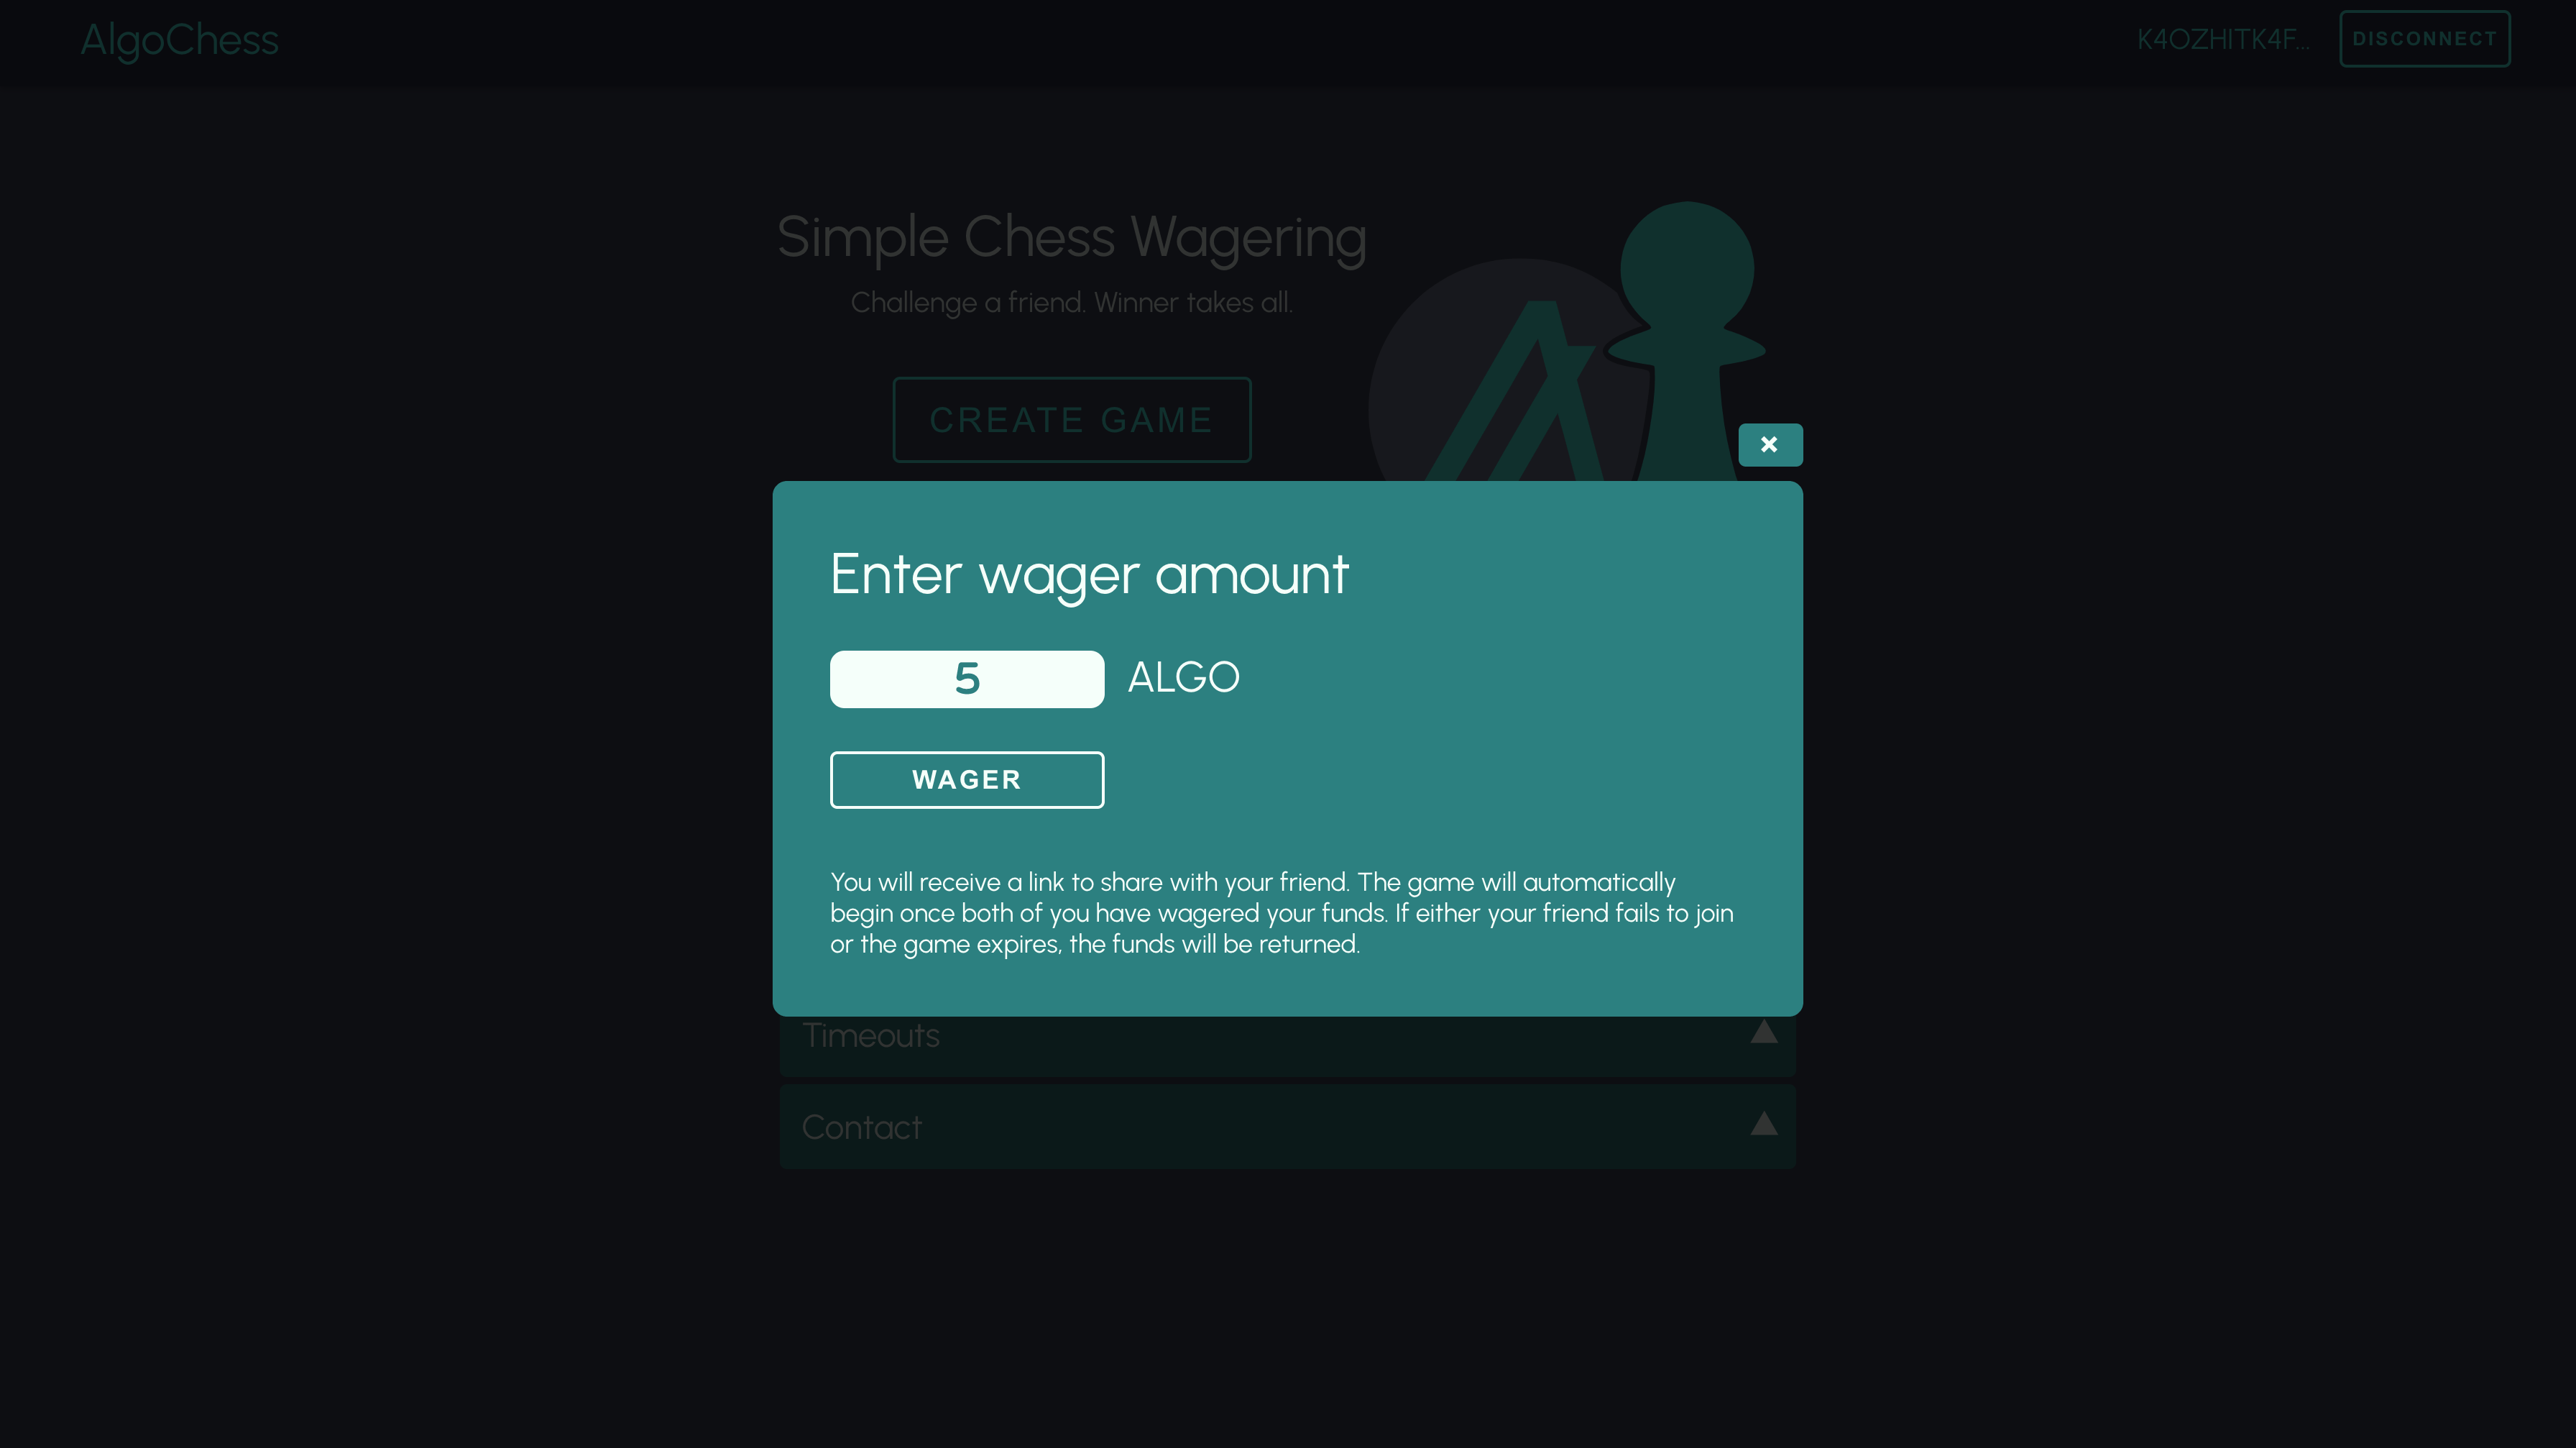 AlgoChess
K4OZHITK4F...
DISCONNECT
Simple Chess Wagering
Challenge a friend. Winner takes all.
CREATE GAME
×
Enter wager amount
5 ALGO
WAGER
You will receive a link to share with your friend. The game will automatically
begin once both of you have wagered your funds. If either your friend fails to join
or the game expires, the funds will be returned.
Timeouts
Contact